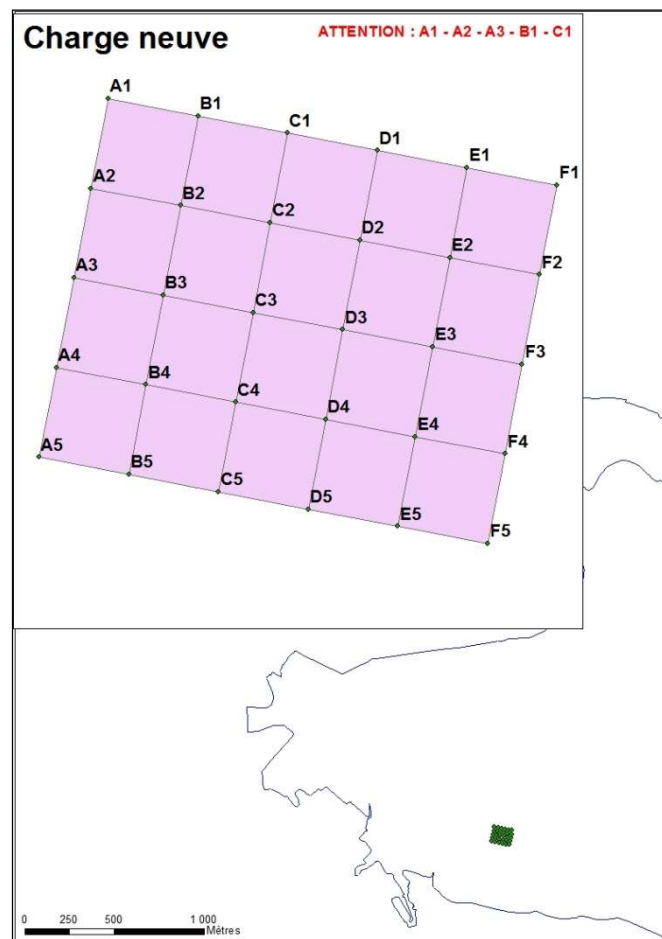 Charge neuve
ATTENTION : A1 - A2 - A3 - B1 - C1
A1
B1
C1
D1
E1
F1
A2
B2
C2
D2
E2
F2
A3
B3
C3
D3
E3
F3
A4
B4
C4
D4
E4
F4
A5
B5
C5
D5
E5
F5
0 250 500 1 000
Mètres